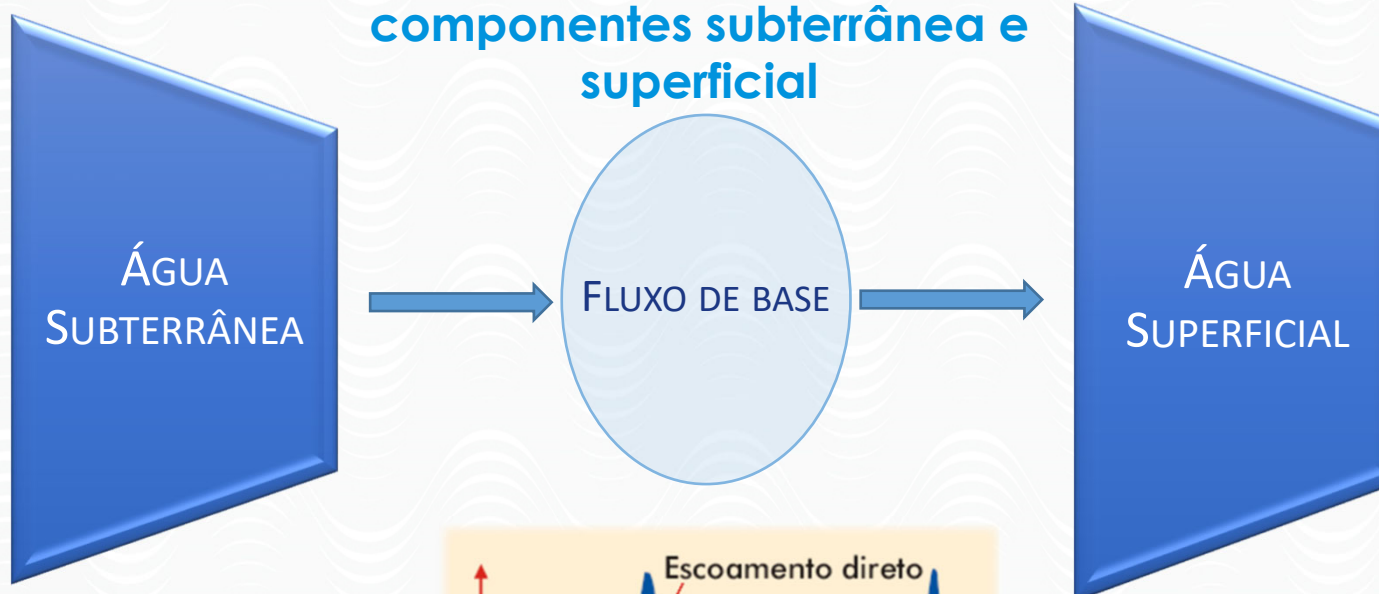 componentes subterrânea e
superficial
ÁGUA
SUBTERRÂNEA
FLUXO DE BASE
ÁGUA
SUPERFICIAL
Escoamento direto